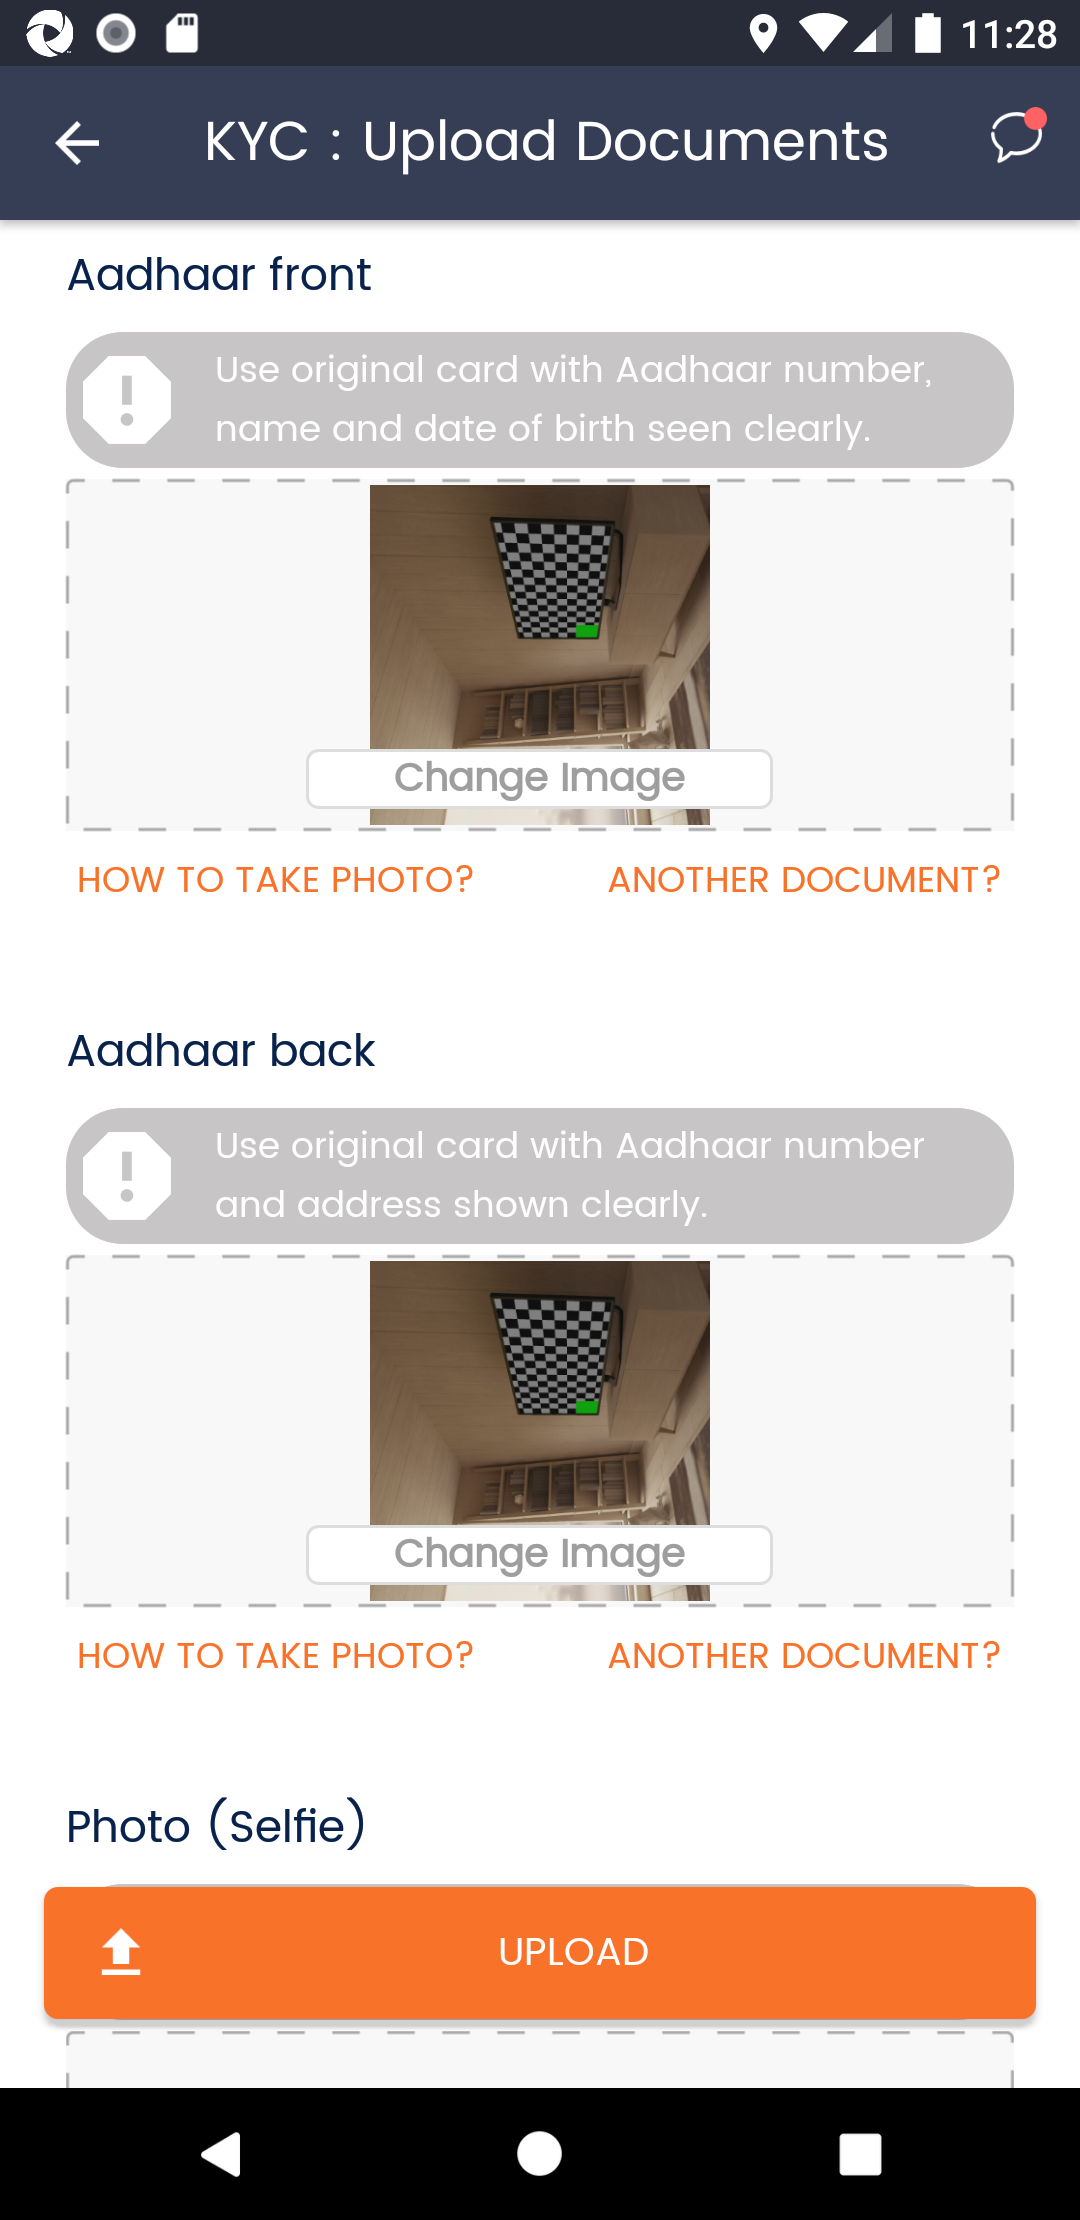 11:28
KYC : Upload Documents
Aadhaar front
Use original card with Aadhaar number,
name and date of birth seen clearly.
Change Image
HOW TO TAKE PHOTO? ANOTHER DOCUMENT?
Aadhaar back
Use original card with Aadhaar number
and address shown clearly.
Change Image
HOW TO TAKE PHOTO? ANOTHER DOCUMENT?
Photo (Selfie)
UPLOAD